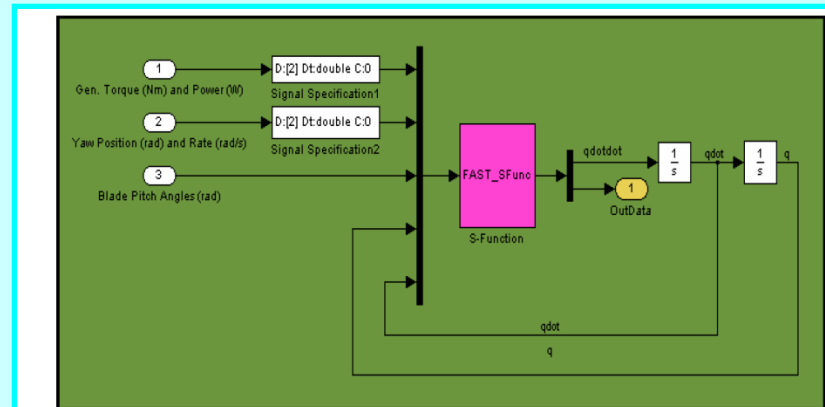 1
D:[2] Dt:double C:0
Gen. Torque (Nm) and Power (W)
Signal Specification1
2
D:[2] Dt:double C:0
Yaw Position (rad) and Rate (rad/s)
Signal Specification2
3
Blade Pitch Angles (rad)
FAST_SFunc
S-Function
qdotdot
1
s
qdot
1
s
q
1
OutData
qdot
q